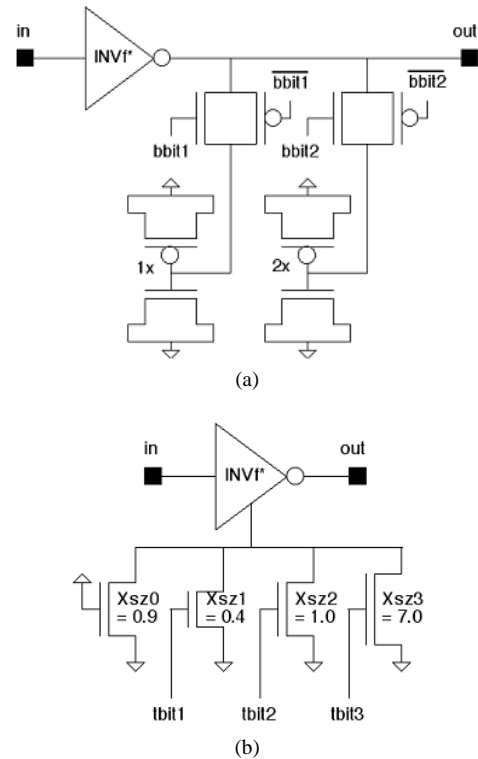 in
out
INVf*
bbit1
bbit2
bbit1
bbit2
1x
2x
(a)
in
out
INVf*
Xsz0
= 0.9
Xsz1
= 0.4
Xsz2
= 1.0
Xsz3
= 7.0
tbit1
tbit2
tbit3
(b)